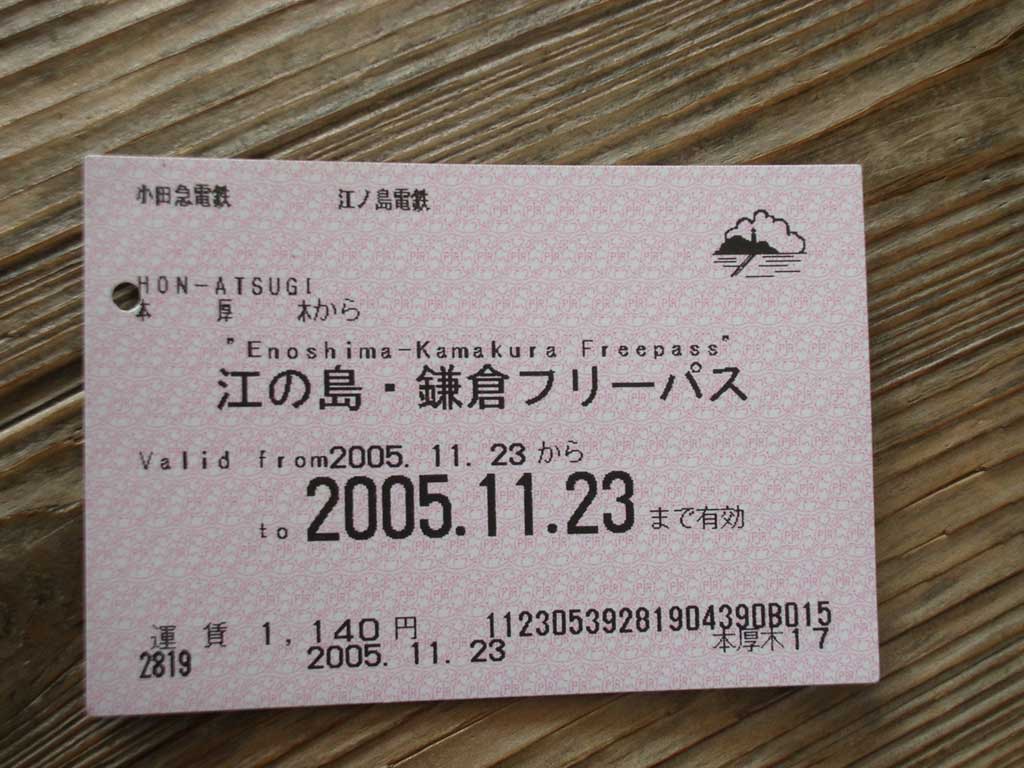 小田急電鉄 江ノ島電鉄
HON-ATSUGI
本厚木から
"Enoshima-Kamakura Freepass"
江の島・鎌倉フリーパス
Valid from2005. 11. 23 から
to 2005.11.23 まで有効
運賃 1,140円 11230539281904390B015
2819 2005. 11. 23 本厚木17